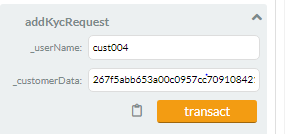 addKycRequest
_userName: cust004
_customerData: 267f5abb653a00c0957cc70910842
transact